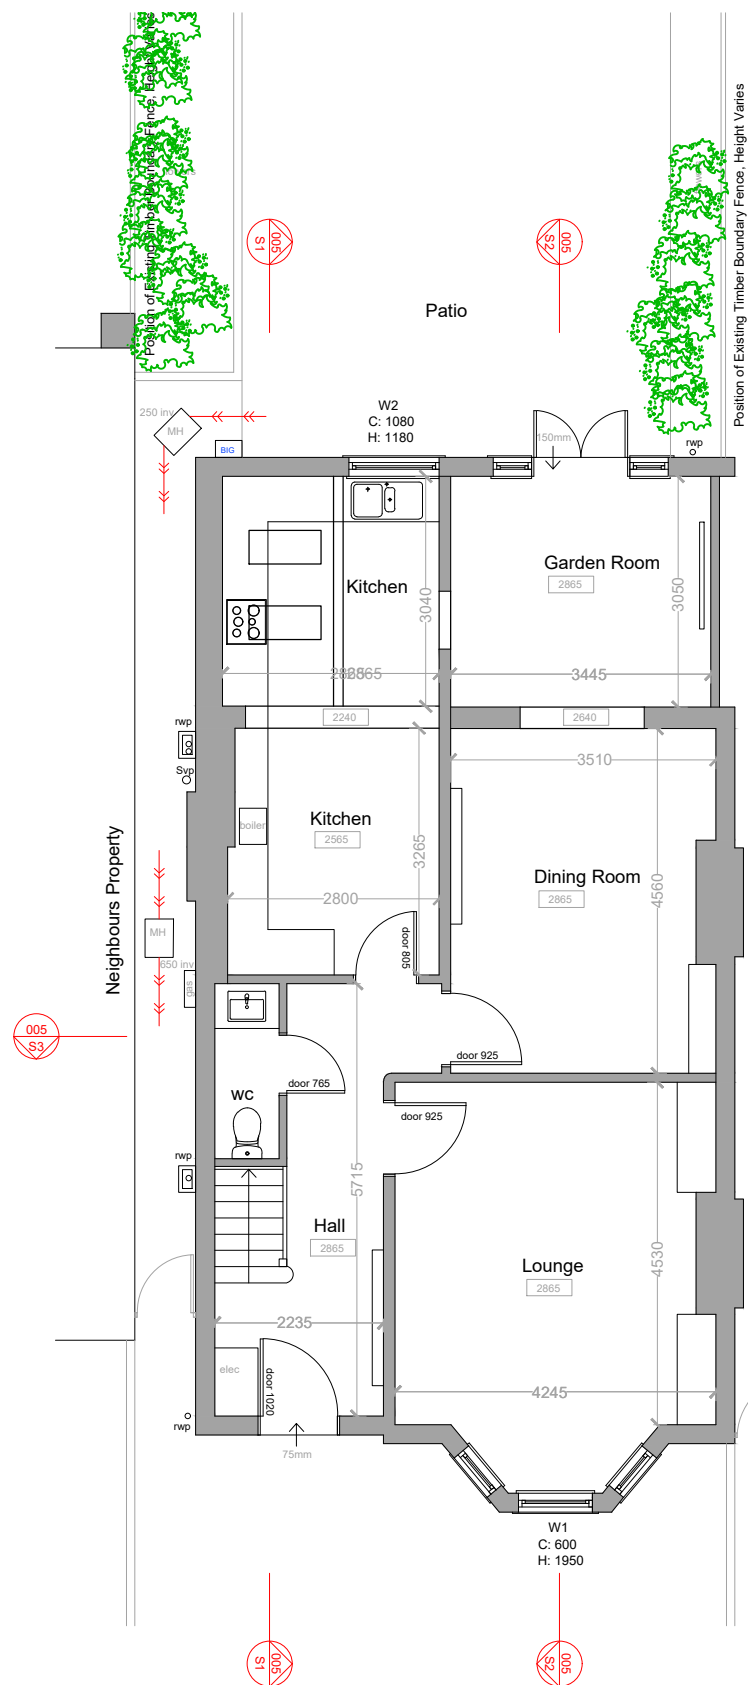 Position of Existing Timber Boundary Fence, Height Varies
Position of Existing Timber Boundary Fence, Height Varies
005
S1
005
S2
Patio
250 inv
MH
BIG
W2
C: 1080
H: 1180
150mm
rwp
Kitchen
3040
Garden Room
2865
3050
3445
2240
2640
rwp
Svp
3510
boiler
Kitchen
2565
3265
2800
Dining Room
2865
4560
Neighbours Property
MH
650 inv
gas
door 805
005
S3
door 925
door 765
WC
door 925
rwp
5715
Hall
2865
Lounge
2865
4530
2235
elec
door 1020
4245
rwp
75mm
W1
C: 600
H: 1950
005
S1
005
S2